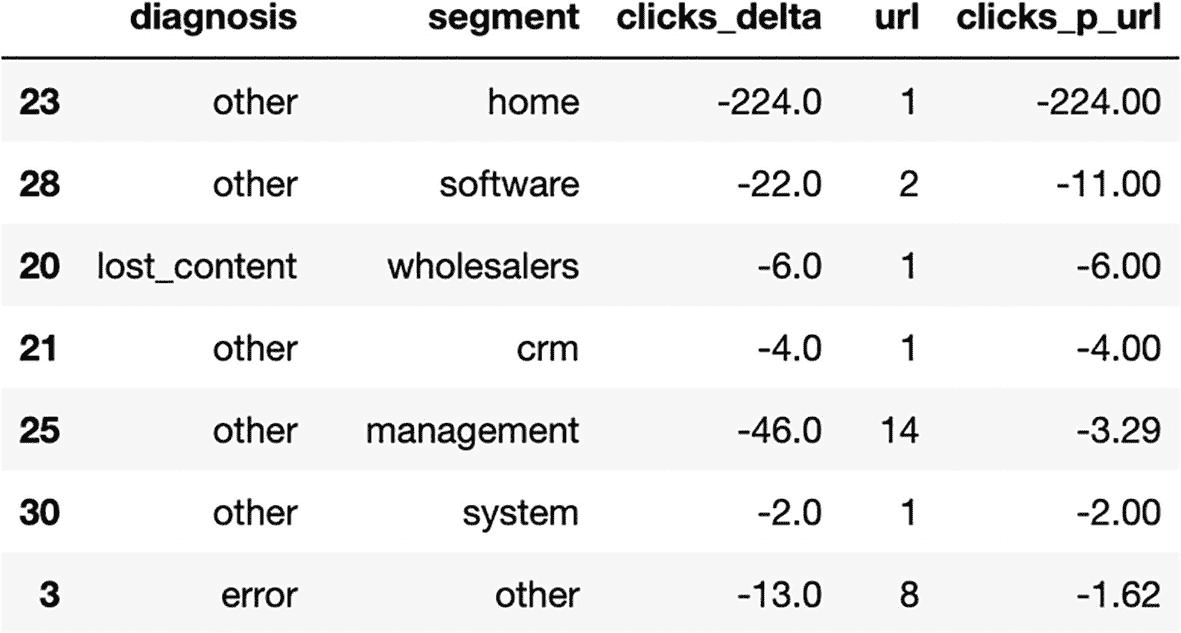 diagnosis segment clicks_delta url clicks_p_url
23 other home -224.0 1 -224.00
28 other software -22.0 2 -11.00
20 lost_content wholesalers -6.0 1 -6.00
21 other crm -4.0 1 -4.00
25 other management -46.0 14 -3.29
30 other system -2.0 1 -2.00
3 error other -13.0 8 -1.62